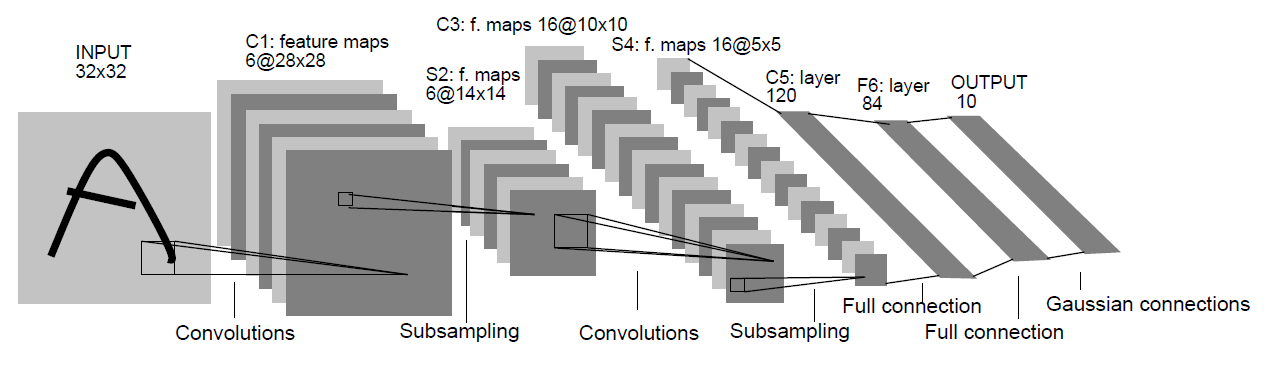 INPUT
32x32
C1: feature maps
6@28x28
S2: f. maps
6@14x14
C3: f. maps 16@10x10
S4: f. maps 16@5x5
C5: layer
120
F6: layer
84
OUTPUT
10
Convolutions
Subsampling
Convolutions
Subsampling
Full connection
Full connection
Gaussian connections
A